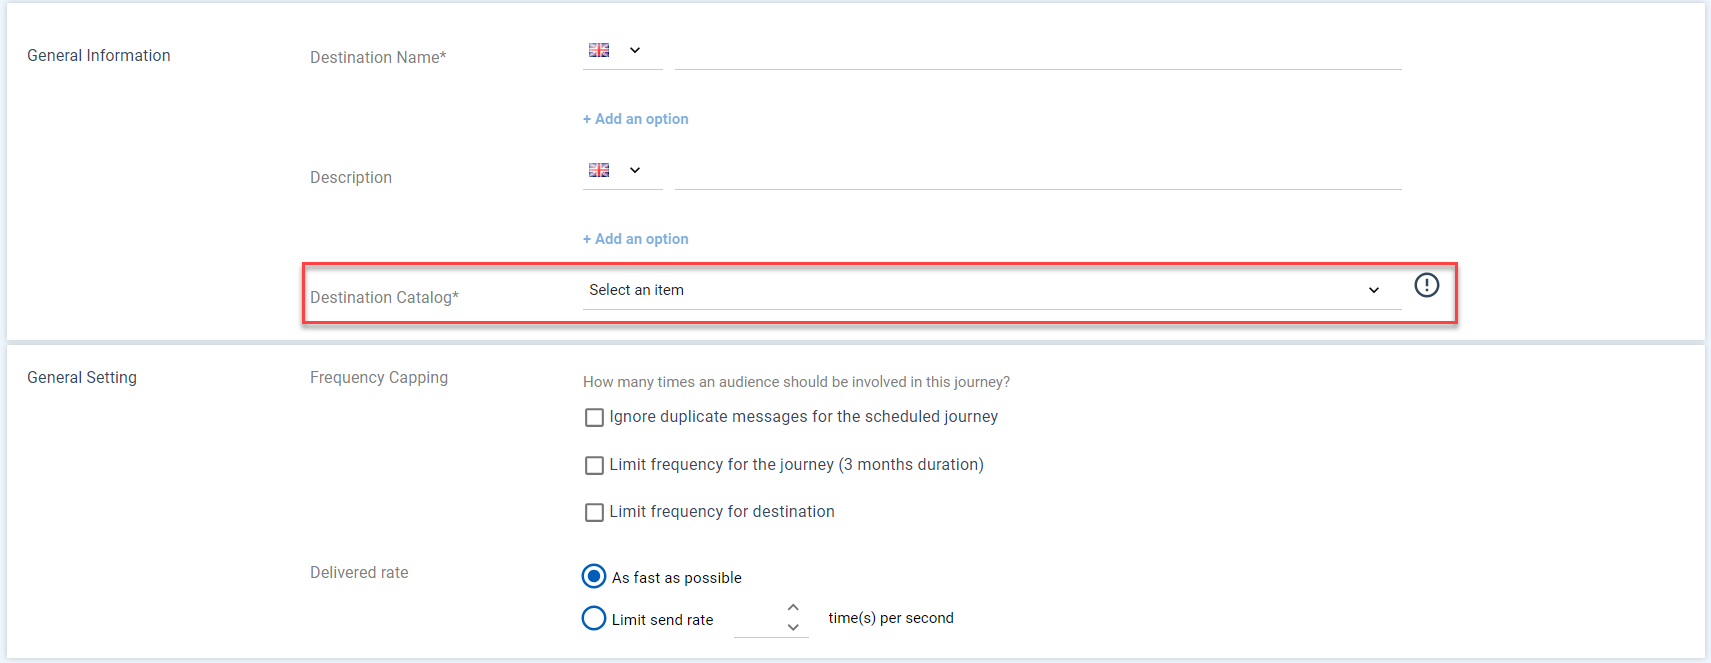 General Information
Destination Name*
+ Add an option
Description
+ Add an option
Destination Catalog*
Select an item
General Setting
Frequency Capping
How many times an audience should be involved in this journey?
Ignore duplicate messages for the scheduled journey
Limit frequency for the journey (3 months duration)
Limit frequency for destination
Delivered rate
As fast as possible
Limit send rate time(s) per second